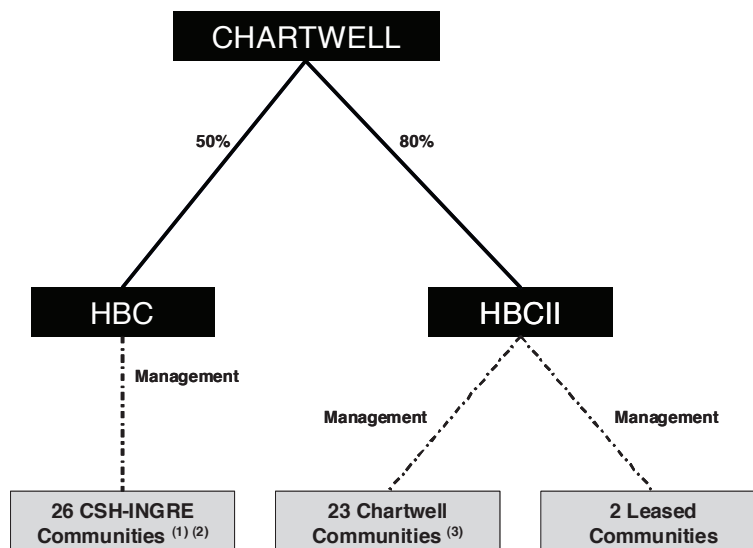 CHARTWELL
50%
80%
HBC
HBCII
Management
Management
Management
26 CSH-INGRE
Communities (1) (2)
23 Chartwell
Communities (3)
2 Leased
Communities